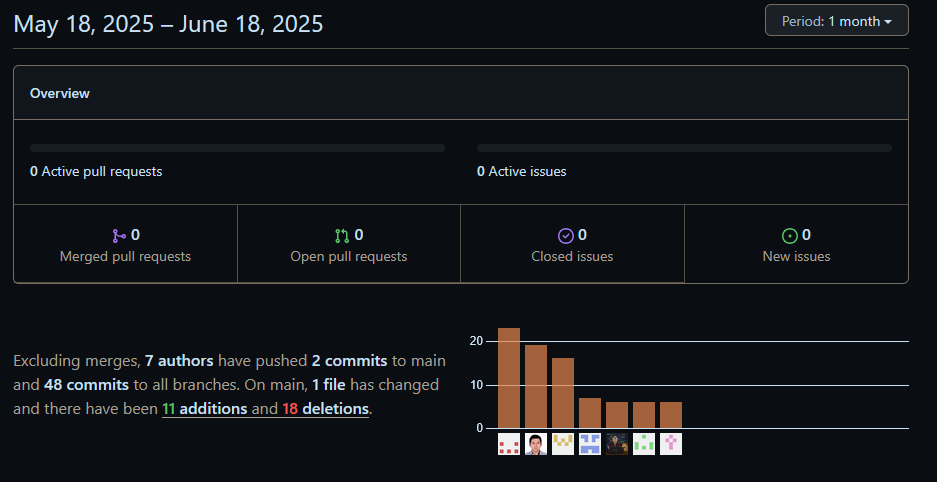 May 18, 2025 – June 18, 2025
Period: 1 month
Overview
0 Active pull requests
0 Active issues
0
Merged pull requests
0
Open pull requests
0
Closed issues
0
New issues
Excluding merges, 7 authors have pushed 2 commits to main
and 48 commits to all branches. On main, 1 file has changed
and there have been 11 additions and 18 deletions.
20
10
0